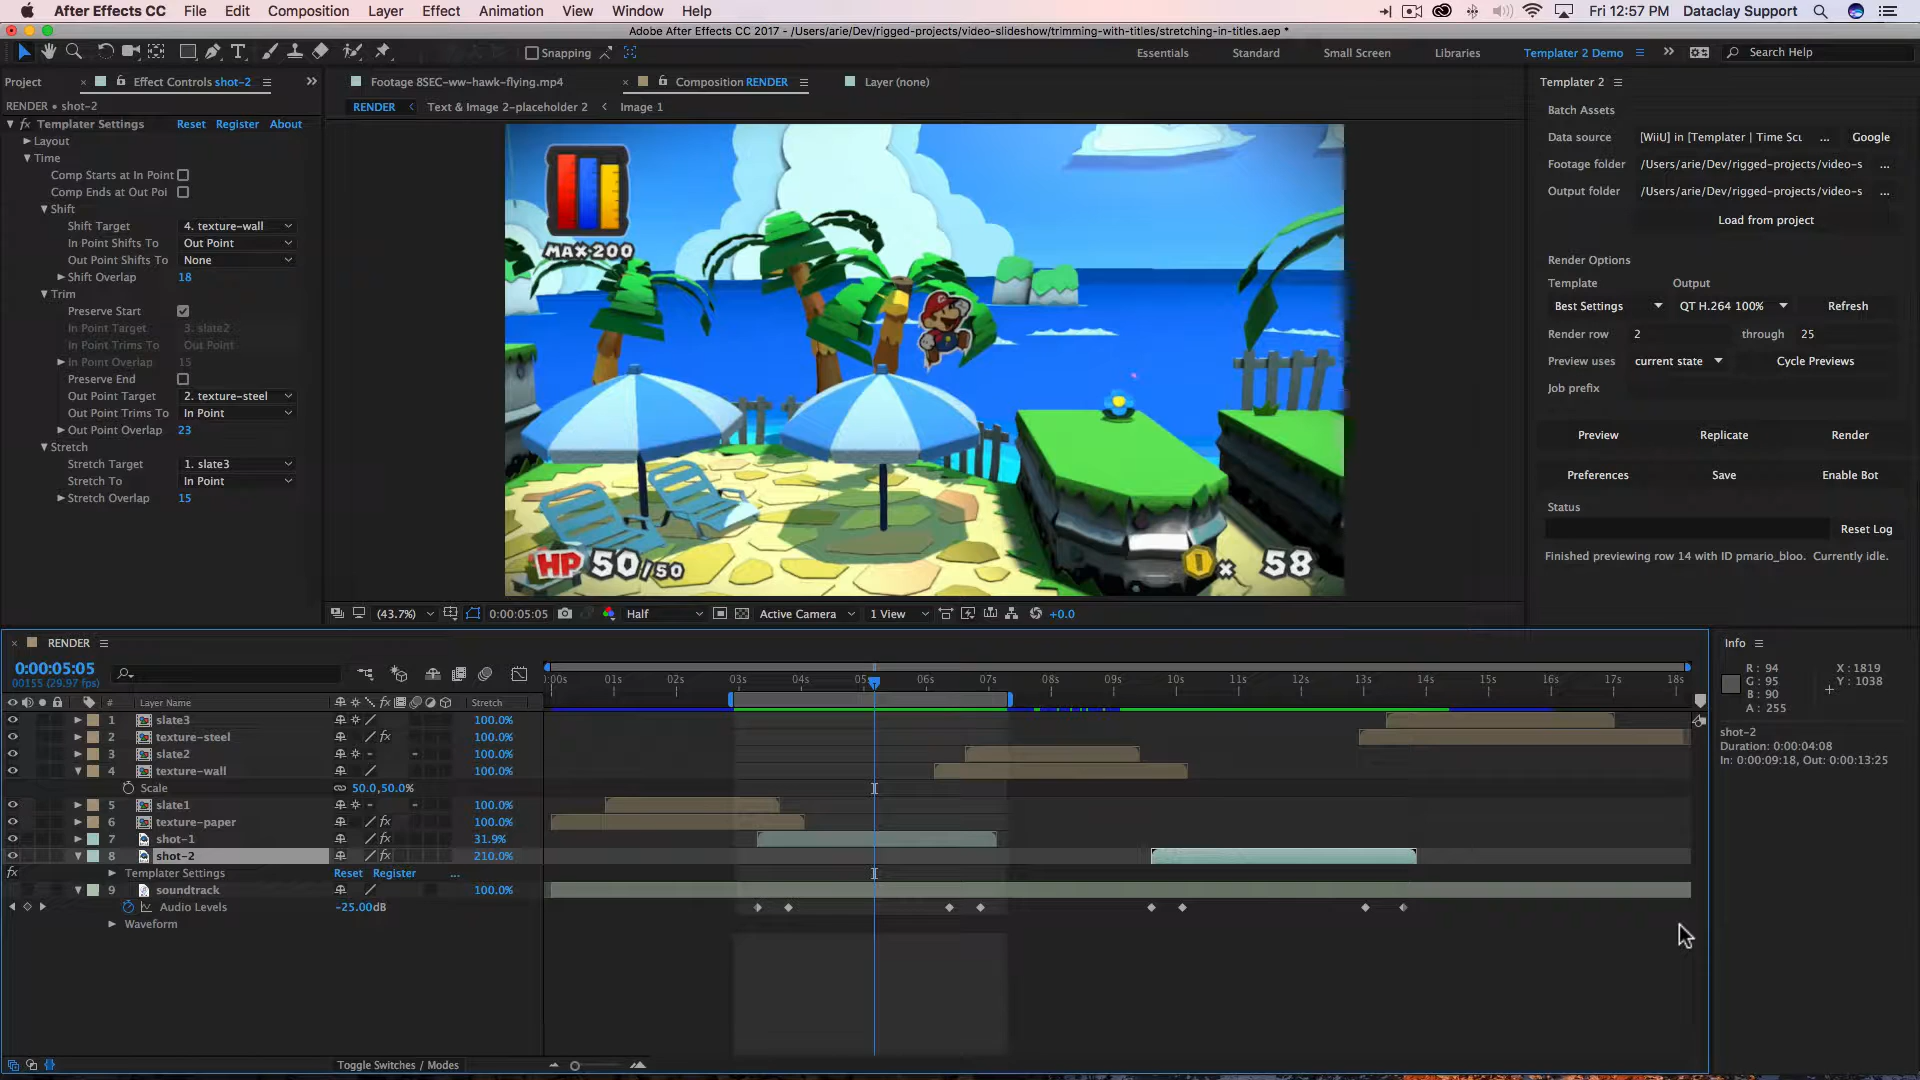 After Effects CC File Edit Composition Layer Effect Animation View Window Help Fri 12:57 PM Dataclay Support
Adobe After Effects CC 2017 - /Users/arie/Dev/rigged-projects/video-slideshow/trimming-with-titles/stretching-in-titles.aep *
Snapping Essentials Standard Small Screen Libraries Templater 2 Demo Search Help
Project Effect Controls shot-2 Footage 8SEC-ww-hawk-flying.mp4 Composition RENDER Layer (none) Templater 2
RENDER • shot-2 RENDER Text & Image 2-placeholder 2 Image 1
fx Templater Settings Reset Register About
Layout
Time
Comp Starts at In Point
Comp Ends at Out Poi
Shift
Shift Target 4. texture-wall
In Point Shifts To Out Point
Out Point Shifts To None
Shift Overlap 18
Trim
Preserve Start
In Point Target 3. slate2
In Point Trims To Out Point
In Point Overlap 15
Preserve End
Out Point Target 2. texture-steel
Out Point Trims To In Point
Out Point Overlap 23
Stretch
Stretch Target 1. slate3
Stretch To In Point
Stretch Overlap 15
MAX 200
HP 50/50
x 58
(43.7%) 0:00:05:05 Half Active Camera 1 View +0.0
Batch Assets
Data source [WiiU] in [Templater | Time Scu ... Google
Footage folder /Users/arie/Dev/rigged-projects/video-s ...
Output folder /Users/arie/Dev/rigged-projects/video-s ...
Load from project
Render Options
Template Output
Best Settings QT H.264 100% Refresh
Render row 2 through 25
Preview uses current state Cycle Previews
Job prefix
Preview Replicate Render
Preferences Save Enable Bot
Status
Reset Log
Finished previewing row 14 with ID pmario_bloo. Currently idle.
RENDER
0:00:05:05
00155 (29.97 fps)
:00s 01s 02s 03s 04s 05s 06s 07s 08s 09s 10s 11s 12s 13s 14s 15s 16s 17s 18s
# Layer Name fx Stretch
1 slate3 100.0%
2 texture-steel fx 100.0%
3 slate2 100.0%
4 texture-wall 100.0%
Scale 50.0,50.0%
5 slate1 100.0%
6 texture-paper fx 100.0%
7 shot-1 fx 31.9%
8 shot-2 fx 210.0%
fx Templater Settings Reset Register ...
9 soundtrack 100.0%
Audio Levels -25.00dB
Waveform
Toggle Switches / Modes
Info
R : 94 X : 1819
G : 95 Y : 1038
B : 90
A : 255
shot-2
Duration: 0:00:04:08
In: 0:00:09:18, Out: 0:00:13:25